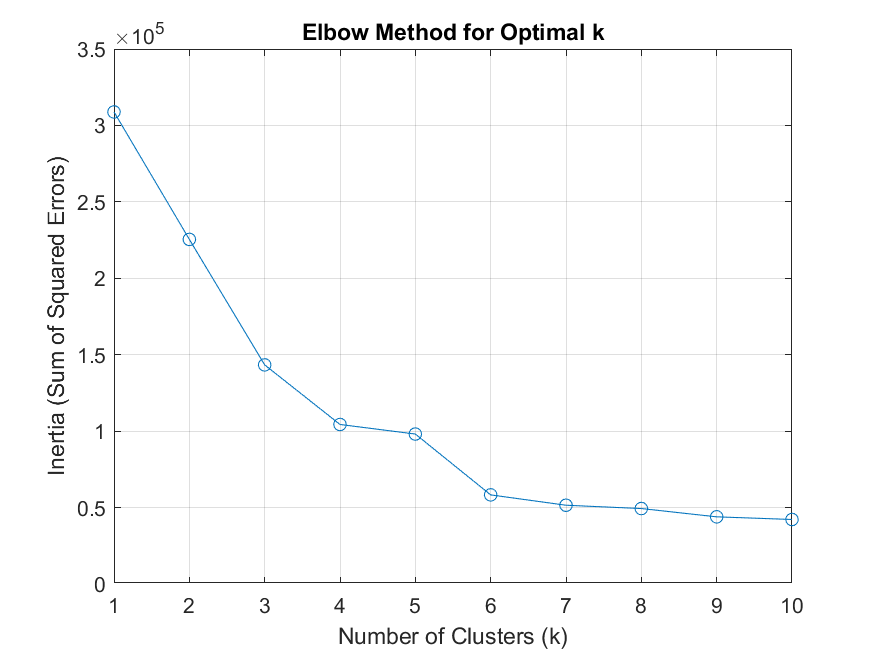 Elbow Method for Optimal k
×10^5
3.5
3
2.5
2
1.5
1
0.5
0
Inertia (Sum of Squared Errors)
1 2 3 4 5 6 7 8 9 10
Number of Clusters (k)